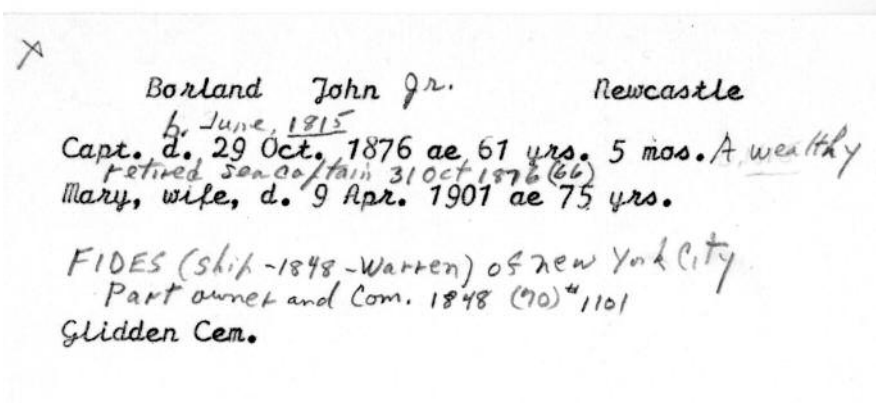 Borland John Jr. Newcastle
b. June, 1815
Capt. d. 29 Oct. 1876 ae 61 yrs. 5 mos. A wealthy
retired sea captain 31 Oct 1876 (66)
Mary, wife, d. 9 Apr. 1901 ae 75 yrs.
FIDES (ship-1848-Warren) of New York City
Part owner and Com. 1848 (70) #1101
Glidden Cem.